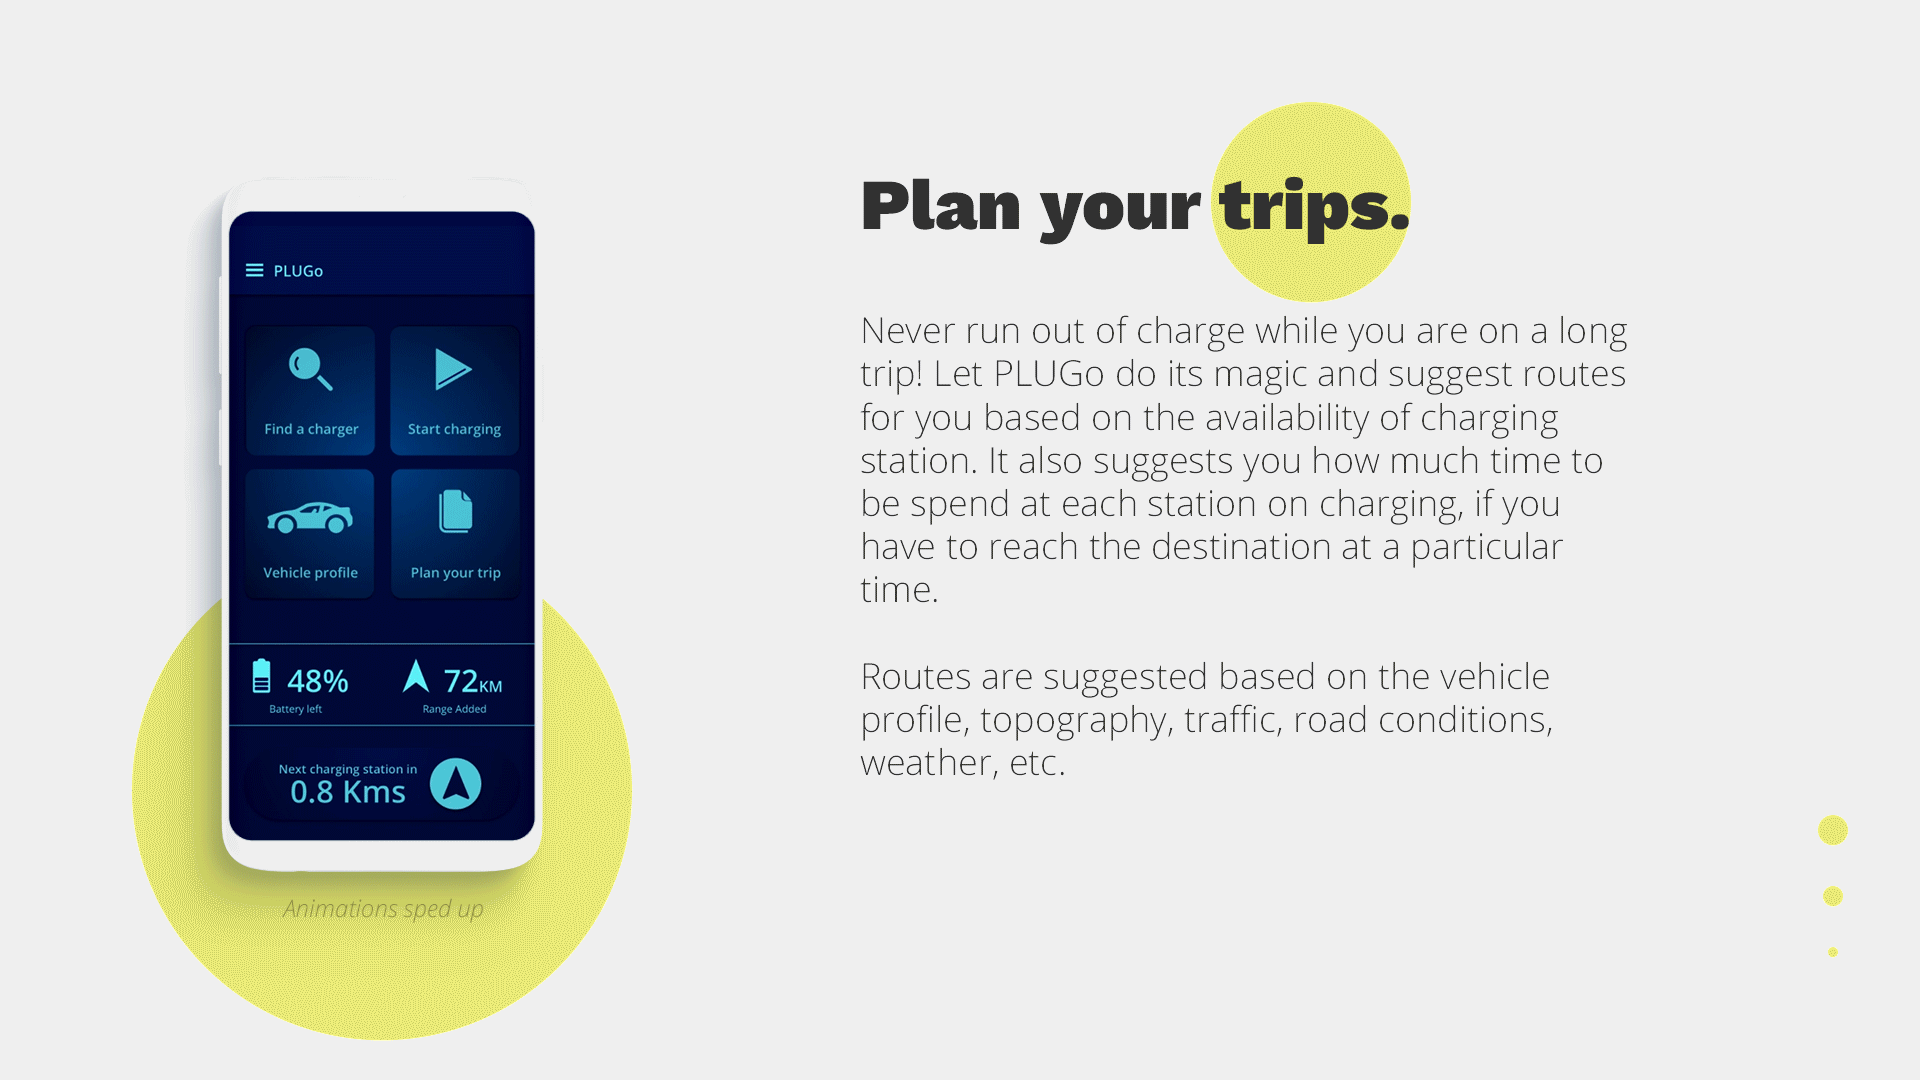 PLUGo
Find a charger
Start charging
Vehicle profile
Plan your trip
48%
Battery left
72KM
Range Added
Next charging station in
0.8 Kms
Animations sped up
Plan your trips.
Never run out of charge while you are on a long
trip! Let PLUGo do its magic and suggest routes
for you based on the availability of charging
station. It also suggests you how much time to
be spend at each station on charging, if you
have to reach the destination at a particular
time.
Routes are suggested based on the vehicle
profile, topography, traffic, road conditions,
weather, etc.